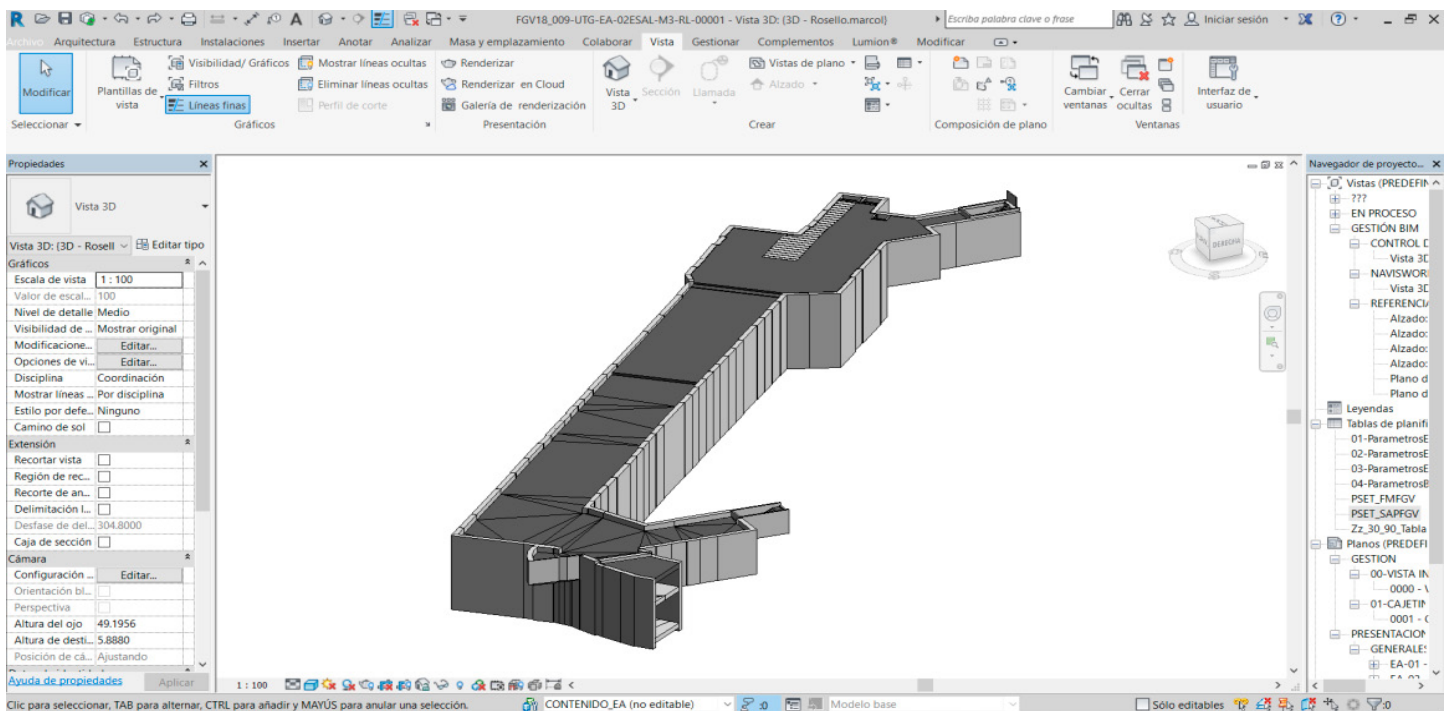 FGV18_009-UTG-EA-02ESAL-M3-RL-00001 - Vista 3D: (3D - Rosello.marcol)
Escriba palabra clave o frase
Iniciar sesión
Archivo Arquitectura Estructura Instalaciones Insertar Anotar Analizar Masa y emplazamiento Colaborar Vista Gestionar Complementos Lumion® Modificar
Modificar
Seleccionar
Plantillas de vista
Visibilidad/ Gráficos
Filtros
Líneas finas
Mostrar líneas ocultas
Eliminar líneas ocultas
Perfil de corte
Gráficos
Renderizar
Renderizar en Cloud
Galería de renderización
Presentación
Vista 3D
Sección
Llamada
Vistas de plano
Alzado
Crear
Composición de plano
Cambiar ventanas
Cerrar ocultas
Interfaz de usuario
Ventanas
Propiedades
Vista 3D
Vista 3D: (3D - Rosell
Editar tipo
Gráficos
Escala de vista 1 : 100
Valor de escal... 100
Nivel de detalle Medio
Visibilidad de ... Mostrar original
Modificacione... Editar...
Opciones de vi... Editar...
Disciplina Coordinación
Mostrar líneas ... Por disciplina
Estilo por defe... Ninguno
Camino de sol
Extensión
Recortar vista
Región de rec...
Recorte de an...
Delimitación l...
Desfase de del... 304.8000
Caja de sección
Cámara
Configuración ... Editar...
Orientación bl...
Perspectiva
Altura del ojo 49.1956
Altura de desti... 5.8880
Posición de cá... Ajustando
Ayuda de propiedades
Aplicar
DERECHA
Navegador de proyecto...
Vistas (PREDEFIN
???
EN PROCESO
GESTIÓN BIM
CONTROL D
Vista 3D
NAVISWOR
Vista 3D
REFERENCI
Alzado:
Alzado:
Alzado:
Alzado:
Plano d
Plano d
Leyendas
Tablas de planifi
01-ParametrosE
02-ParametrosE
03-ParametrosE
04-ParametrosB
PSET_FMFGV
PSET_SAPFGV
Zz_30_90_Tabla
Planos (PREDEFI
GESTION
00-VISTA IN
0000 - V
01-CAJETIN
0001 - C
PRESENTACION
GENERALE:
EA-01 -
1 : 100
Clic para seleccionar, TAB para alternar, CTRL para añadir y MAYÚS para anular una selección.
CONTENIDO_EA (no editable)
:0
Modelo base
Sólo editables
:0